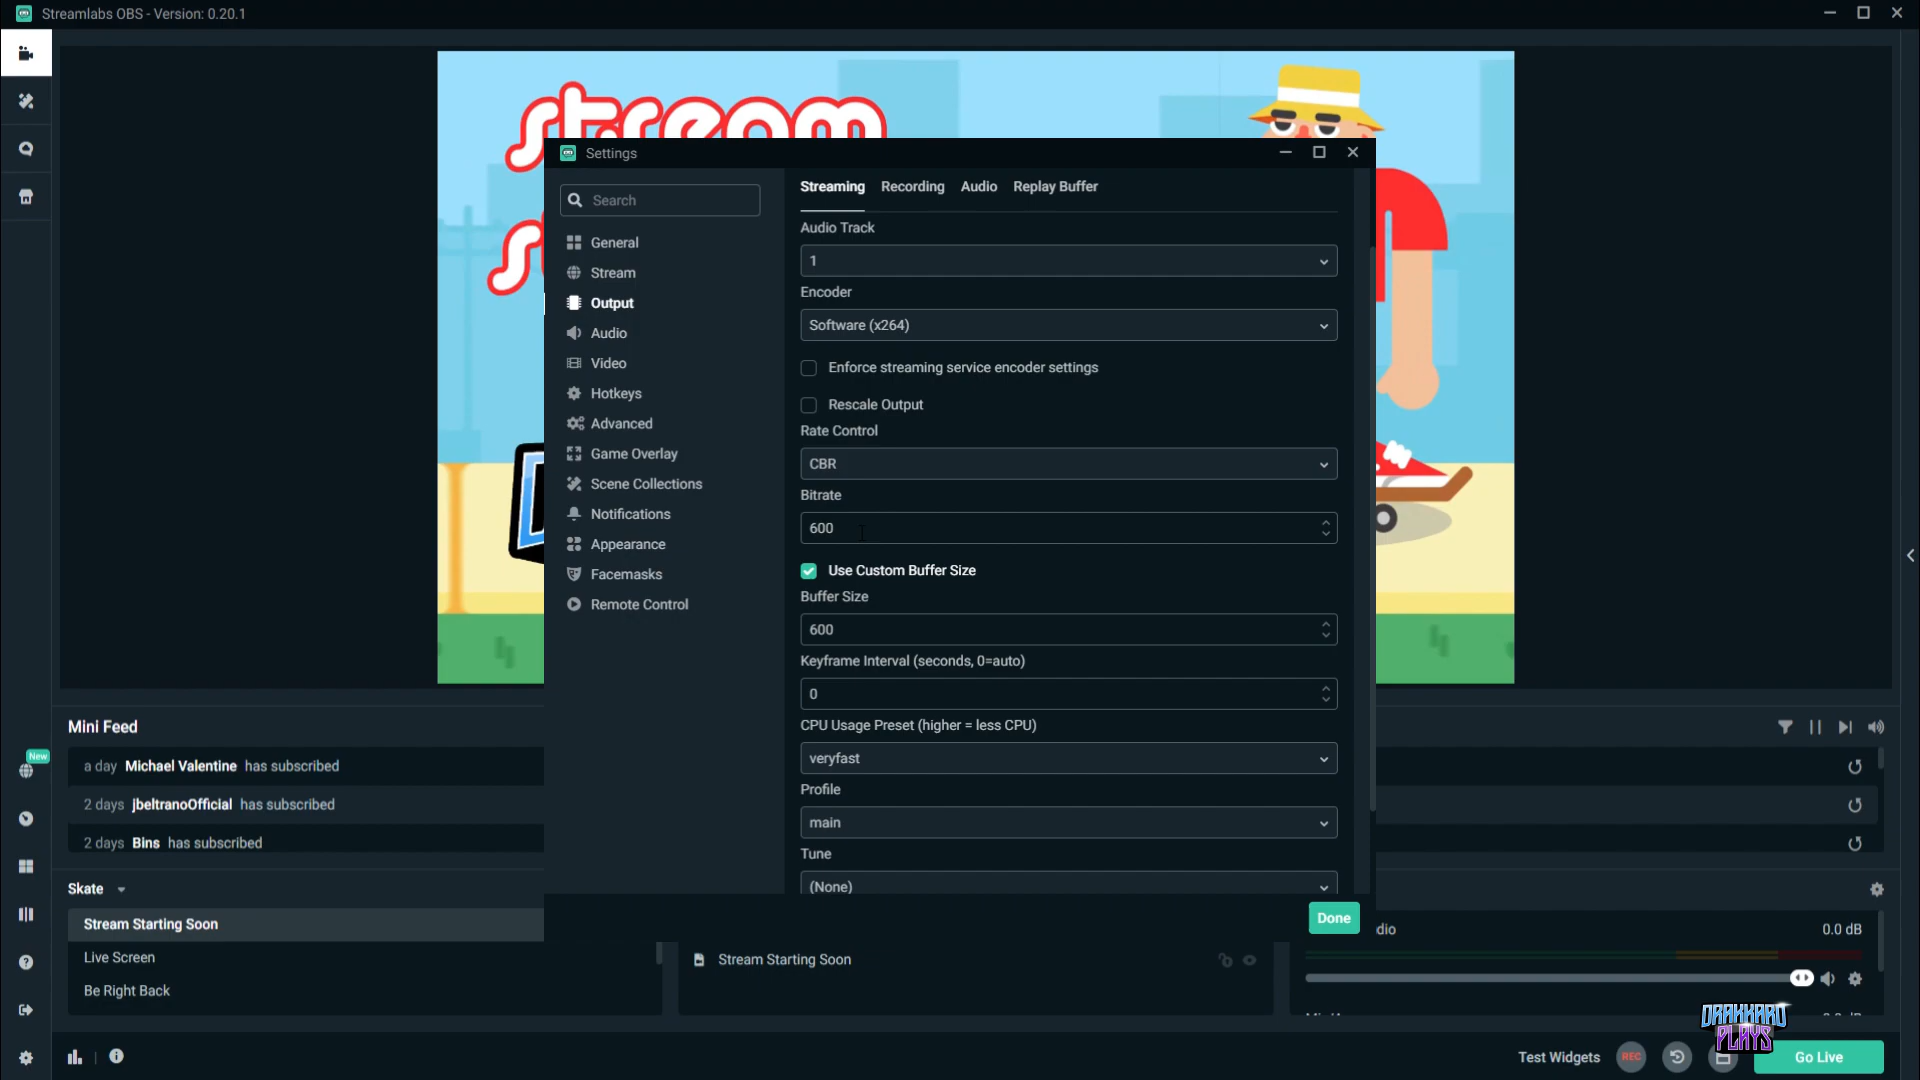 Streamlabs OBS - Version: 0.20.1
stream
Settings
Search
General
Stream
Output
Audio
Video
Hotkeys
Advanced
Game Overlay
Scene Collections
Notifications
Appearance
Facemasks
Remote Control
Streaming Recording Audio Replay Buffer
Audio Track
1
Encoder
Software (x264)
Enforce streaming service encoder settings
Rescale Output
Rate Control
CBR
Bitrate
600
Use Custom Buffer Size
Buffer Size
600
Keyframe Interval (seconds, 0=auto)
0
CPU Usage Preset (higher = less CPU)
veryfast
Profile
main
Tune
(None)
Done
New
Mini Feed
a day Michael Valentine has subscribed
2 days jbeltranoOfficial has subscribed
2 days Bins has subscribed
Skate
Stream Starting Soon
Live Screen
Be Right Back
Stream Starting Soon
dio 0.0 dB
DRAKKARD
PLAYS
Test Widgets REC Go Live